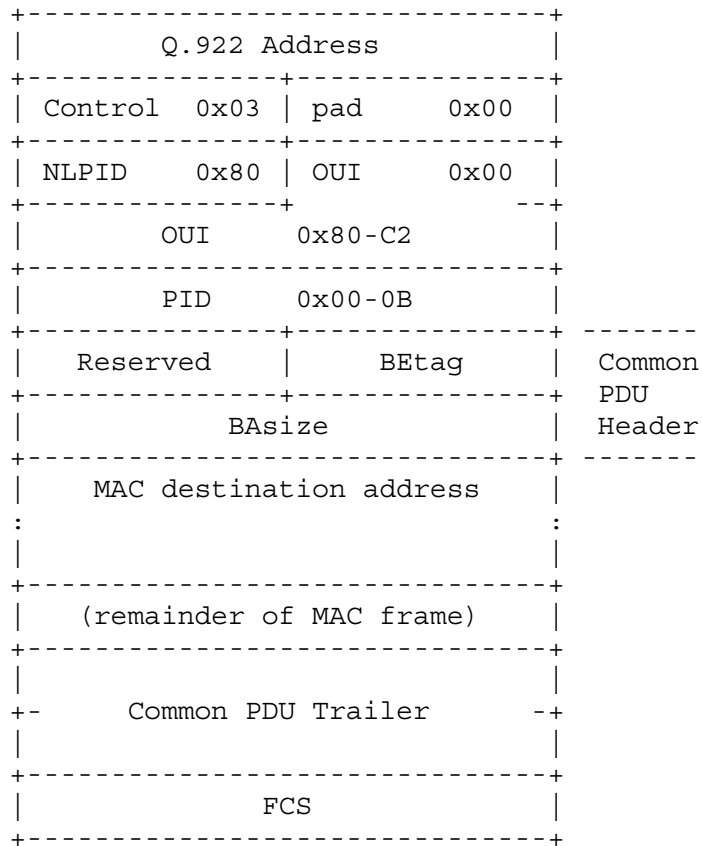 +-------------------------------+
|       Q.922 Address           |
+---------------+---------------+
| Control  0x03 | pad      0x00 |
+---------------+---------------+
| NLPID    0x80 | OUI      0x00 |
+---------------+             --+
|        OUI     0x80-C2        |
+-------------------------------+
|        PID     0x00-0B        |
+---------------+---------------+ -------
|   Reserved    |     BEtag     |  Common
+---------------+---------------+  PDU
|            BAsize             |  Header
+-------------------------------+ -------
|    MAC destination address    |
:                               :
|                               |
+-------------------------------+
|   (remainder of MAC frame)    |
+-------------------------------+
|                               |
+-     Common PDU Trailer      -+
|                               |
+-------------------------------+
|              FCS              |
+-------------------------------+